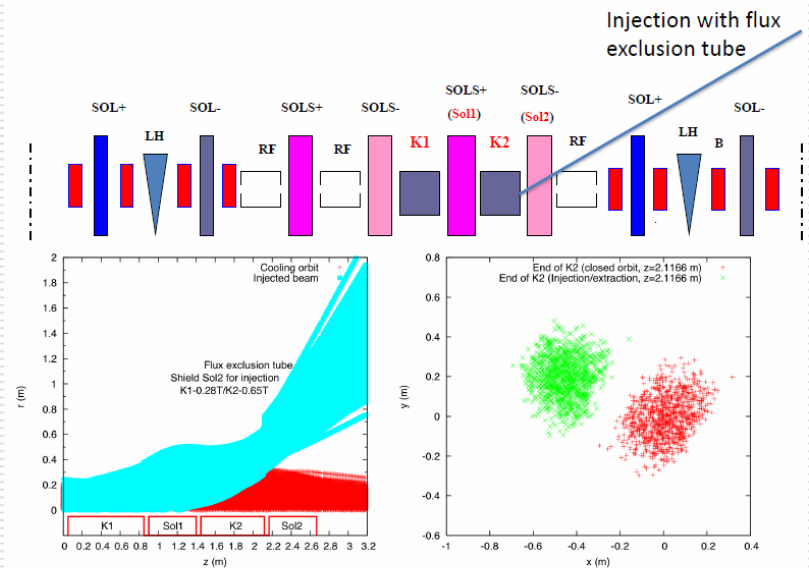 Injection with flux
exclusion tube
SOL+
SOL-
SOLS+
SOLS-
SOLS+
(Sol1)
SOLS-
(Sol2)
SOL+
SOL-
LH
RF
RF
K1
K2
RF
LH
B
2
1.8
1.6
1.4
1.2
1
0.8
0.6
0.4
0.2
0
r (m)
Cooling orbit
Injected beam
Flux exclusion tube
Shield Sol2 for injection
K1-0.28T/K2-0.65T
K1
Sol1
K2
Sol2
0 0.2 0.4 0.6 0.8 1 1.2 1.4 1.6 1.8 2 2.2 2.4 2.6 2.8 3 3.2
z (m)
0.8
0.6
0.4
0.2
0
-0.2
-0.4
-0.6
y (m)
End of K2 (closed orbit, z=2.1166 m)
End of K2 (Injection/extraction, z=2.1166 m)
-1 -0.8 -0.6 -0.4 -0.2 0 0.2 0.4
x (m)